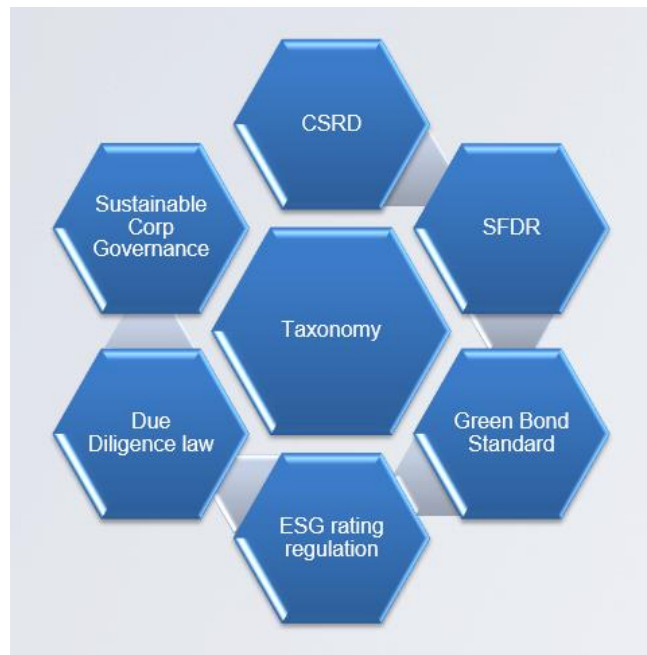 CSRD
Sustainable
Corp
Governance
SFDR
Taxonomy
Due
Diligence law
Green Bond
Standard
ESG rating
regulation